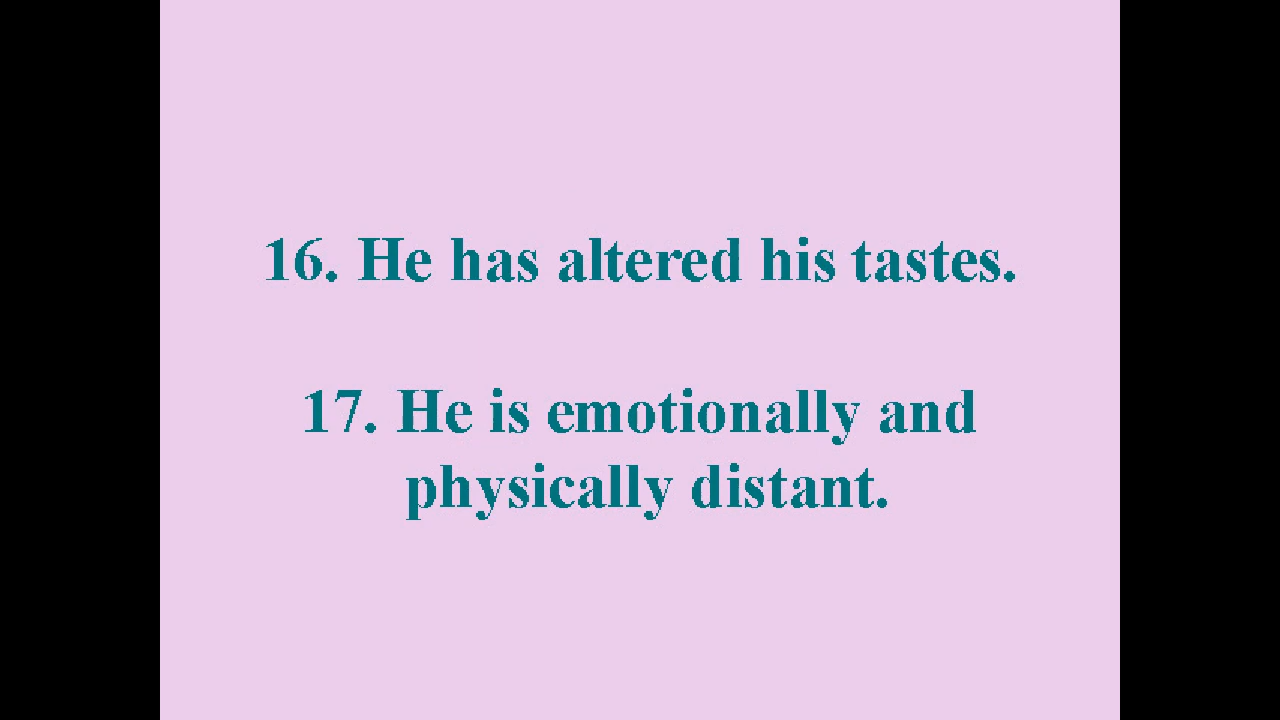 16. He has altered his tastes.
17. He is emotionally and
physically distant.